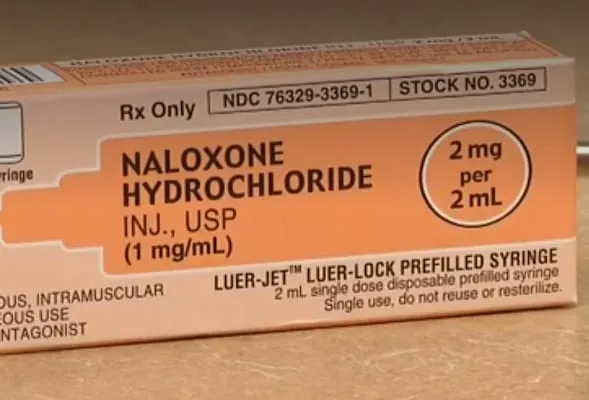 Rx Only
NDC 76329-3369-1
STOCK NO. 3369
NALOXONE
HYDROCHLORIDE
INJ., USP
(1 mg/mL)
2 mg
per
2 mL
LUER-JET™ LUER-LOCK PREFILLED SYRINGE
2 mL single dose disposable prefilled syringe
Single use, do not reuse or resterilize.
ringe
OUS, INTRAMUSCULAR
EOUS USE
NTAGONIST